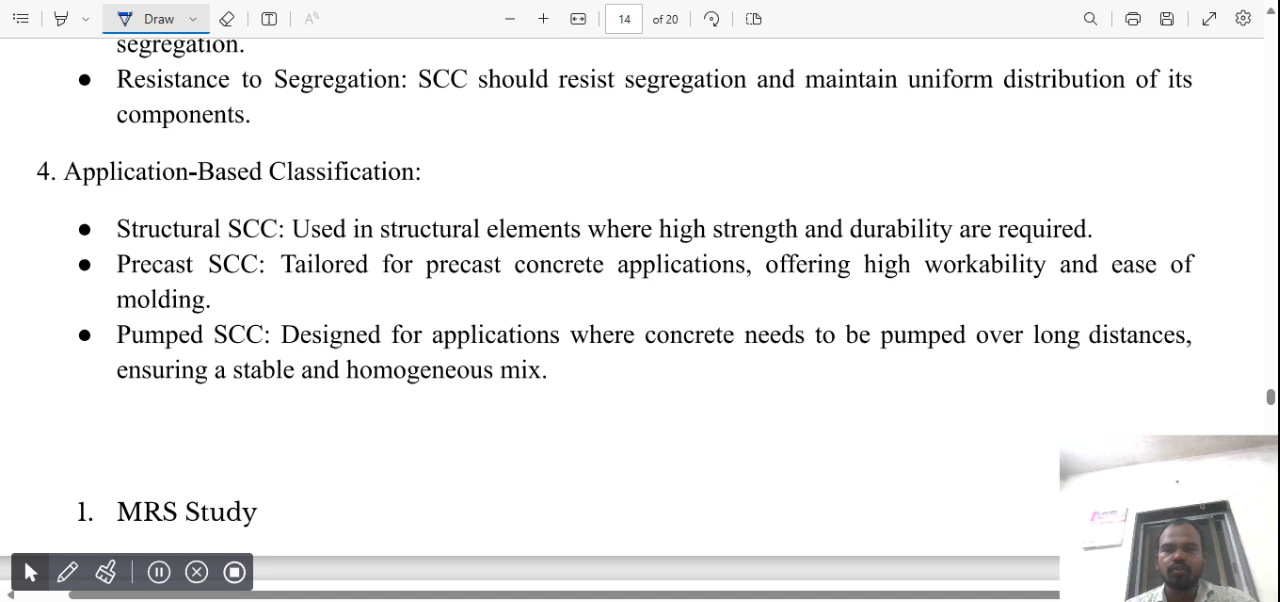 Draw
14 of 20
segregation.
● Resistance to Segregation: SCC should resist segregation and maintain uniform distribution of its
components.
4. Application-Based Classification:
● Structural SCC: Used in structural elements where high strength and durability are required.
● Precast SCC: Tailored for precast concrete applications, offering high workability and ease of
molding.
● Pumped SCC: Designed for applications where concrete needs to be pumped over long distances,
ensuring a stable and homogeneous mix.
1. MRS Study